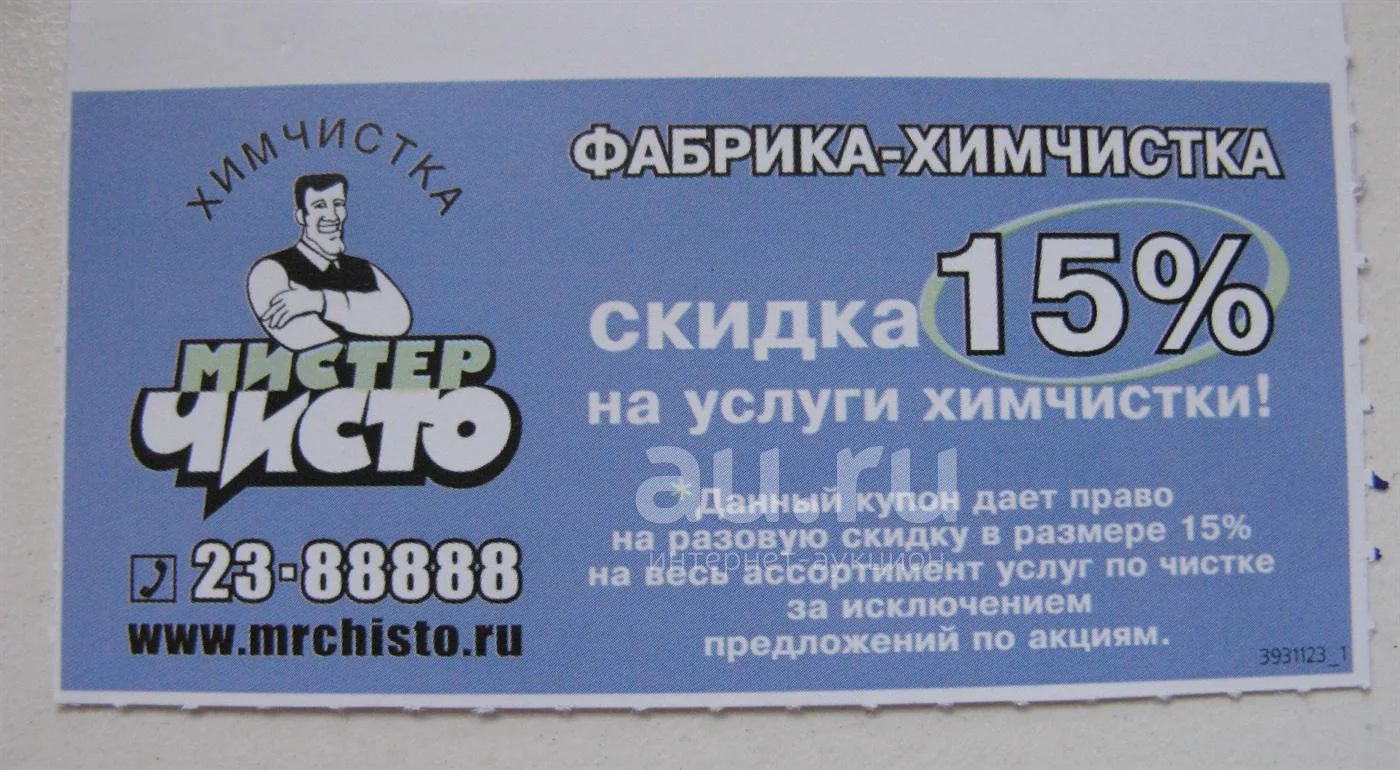 ХИМЧИСТКА
МИСТЕР
ЧИСТО
23-88888
www.mrchisto.ru
ФАБРИКА-ХИМЧИСТКА
скидка 15%
на услуги химчистки!
*Данный купон дает право
на разовую скидку в размере 15%
на весь ассортимент услуг по чистке
за исключением
предложений по акциям.
3931123_1
au.ru
интернет-аукцион